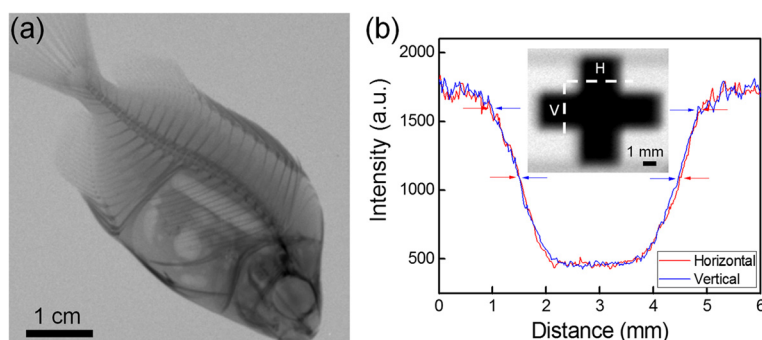 (a)
1 cm
(b)
2000
1500
1000
500
0 1 2 3 4 5 6
Intensity (a.u.)
Distance (mm)
H
V
1 mm
Horizontal
Vertical